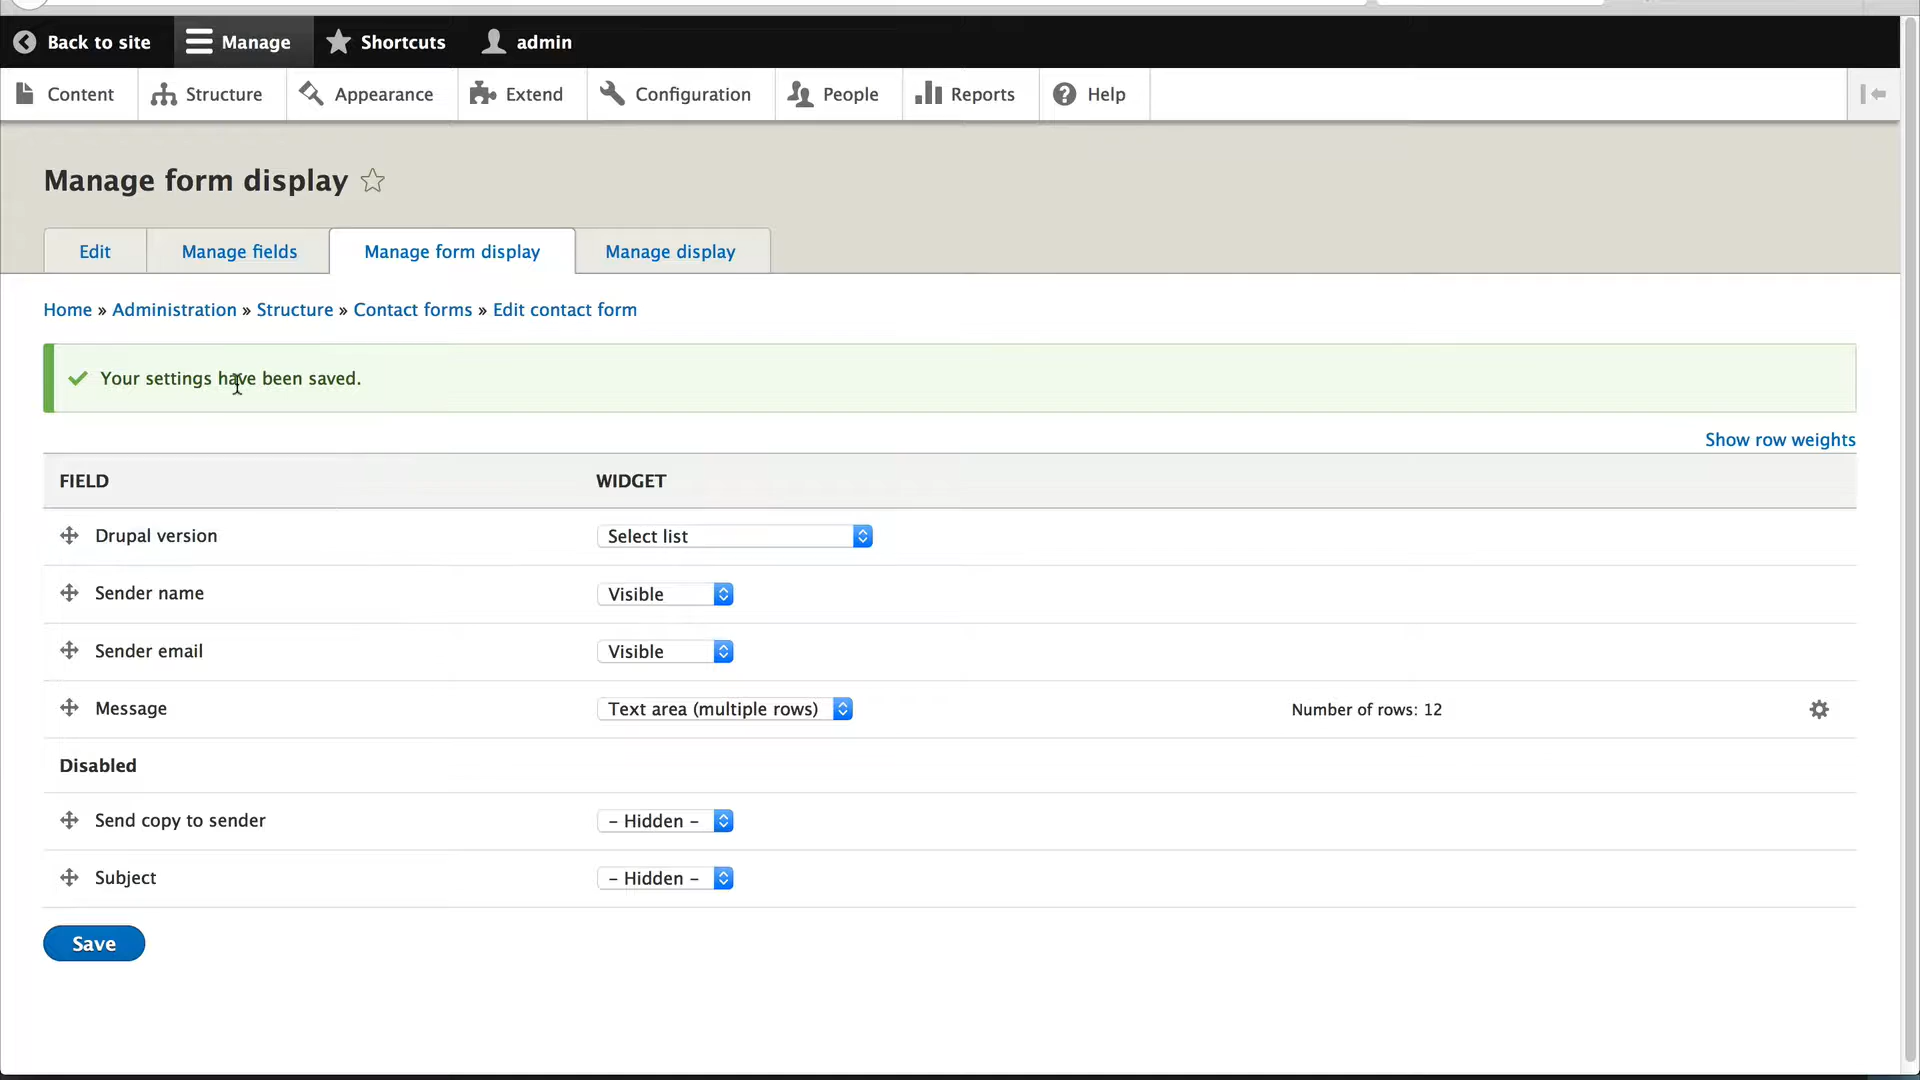 Back to site Manage Shortcuts admin
Content Structure Appearance Extend Configuration People Reports Help
Manage form display
Edit Manage fields Manage form display Manage display
Home » Administration » Structure » Contact forms » Edit contact form
Your settings have been saved.
Show row weights
FIELD WIDGET
Drupal version Select list
Sender name Visible
Sender email Visible
Message Text area (multiple rows) Number of rows: 12
Disabled
Send copy to sender – Hidden –
Subject – Hidden –
Save